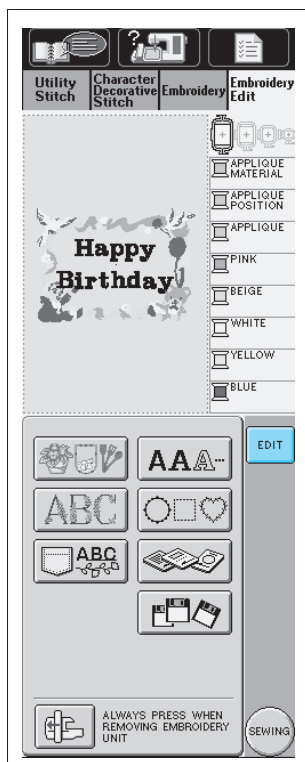 Utility
Stitch
Character
Decorative
Stitch
Embroidery
Embroidery
Edit
APPLIQUE
MATERIAL
APPLIQUE
POSITION
APPLIQUE
PINK
BEIGE
WHITE
YELLOW
BLUE
Happy
Birthday
EDIT
AAA
ABC
ABC
ALWAYS PRESS WHEN
REMOVING EMBROIDERY
UNIT
SEWING